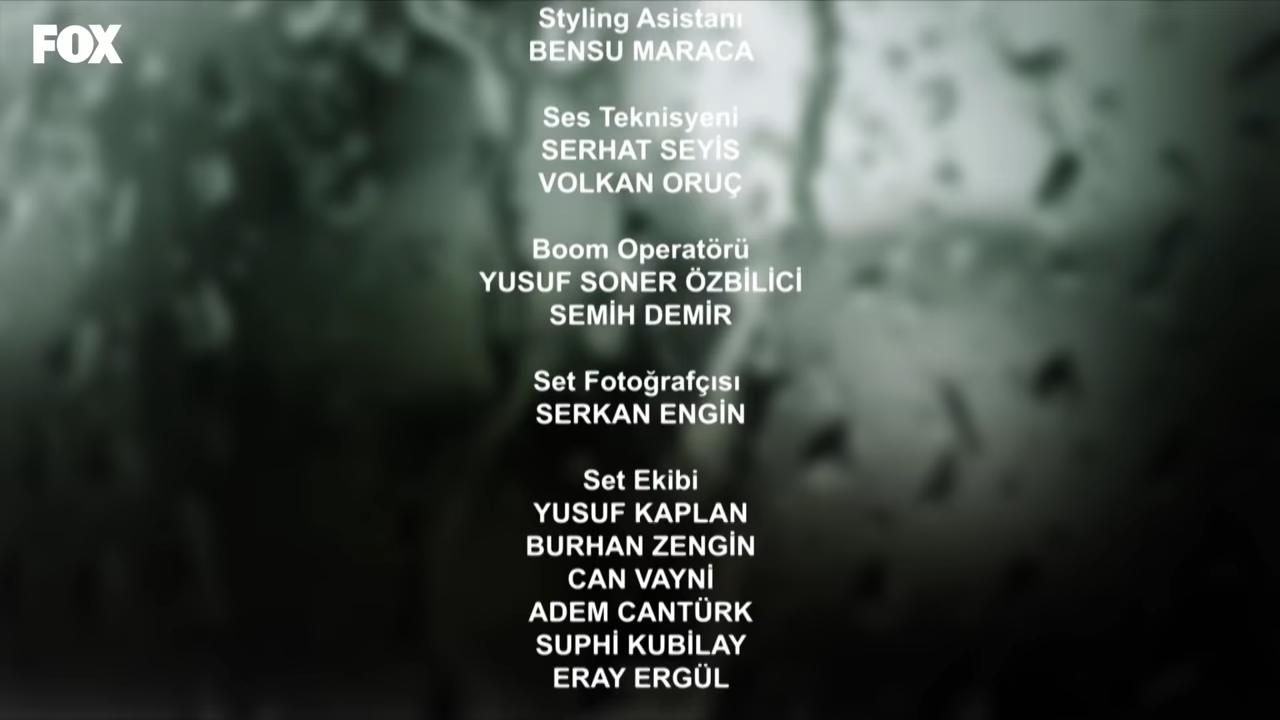 FOX
Styling Asistanı
BENSU MARACA
Ses Teknisyeni
SERHAT SEYİS
VOLKAN ORUÇ
Boom Operatörü
YUSUF SONER ÖZBİLİCİ
SEMİH DEMİR
Set Fotoğrafçısı
SERKAN ENGİN
Set Ekibi
YUSUF KAPLAN
BURHAN ZENGİN
CAN VAYNİ
ADEM CANTÜRK
SUPHİ KUBİLAY
ERAY ERGÜL